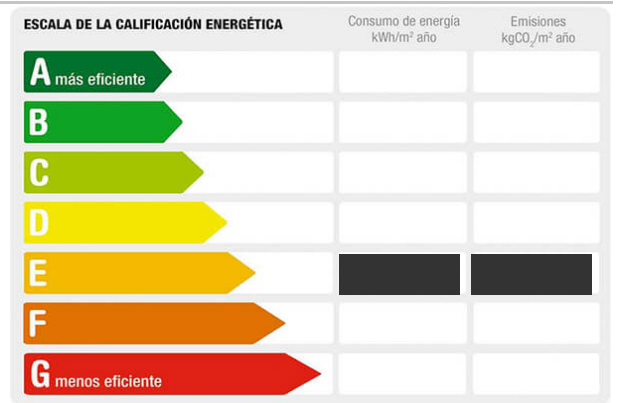 ESCALA DE LA CALIFICACIÓN ENERGÉTICA
Consumo de energía
kWh/m² año
Emisiones
kgCO₂/m² año
A más eficiente
B
C
D
E
F
G menos eficiente